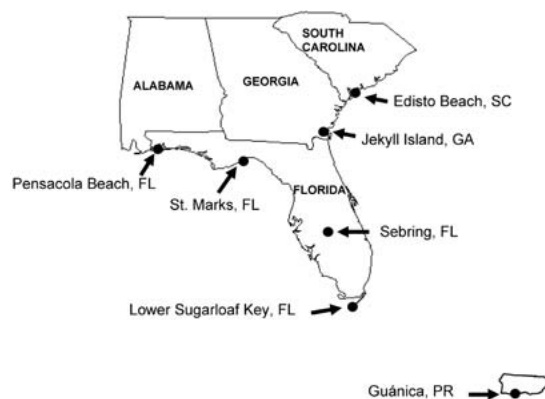 SOUTH
CAROLINA
ALABAMA
GEORGIA
Edisto Beach, SC
Jekyll Island, GA
Pensacola Beach, FL
St. Marks, FL
FLORIDA
Sebring, FL
Lower Sugarloaf Key, FL
Guánica, PR